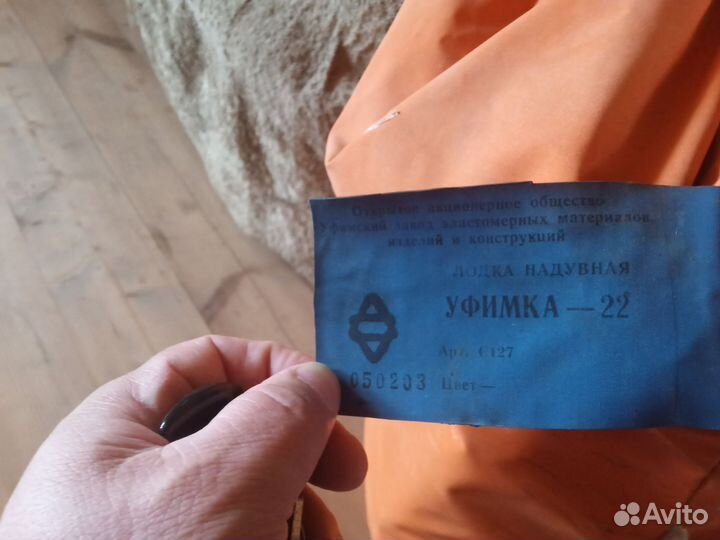 Открытое акционерное общество
Уфимский завод эластомерных материалов,
изделий и конструкций
ЛОДКА НАДУВНАЯ
УФИМКА — 22
Арт. С127
050203 Цвет —
Avito